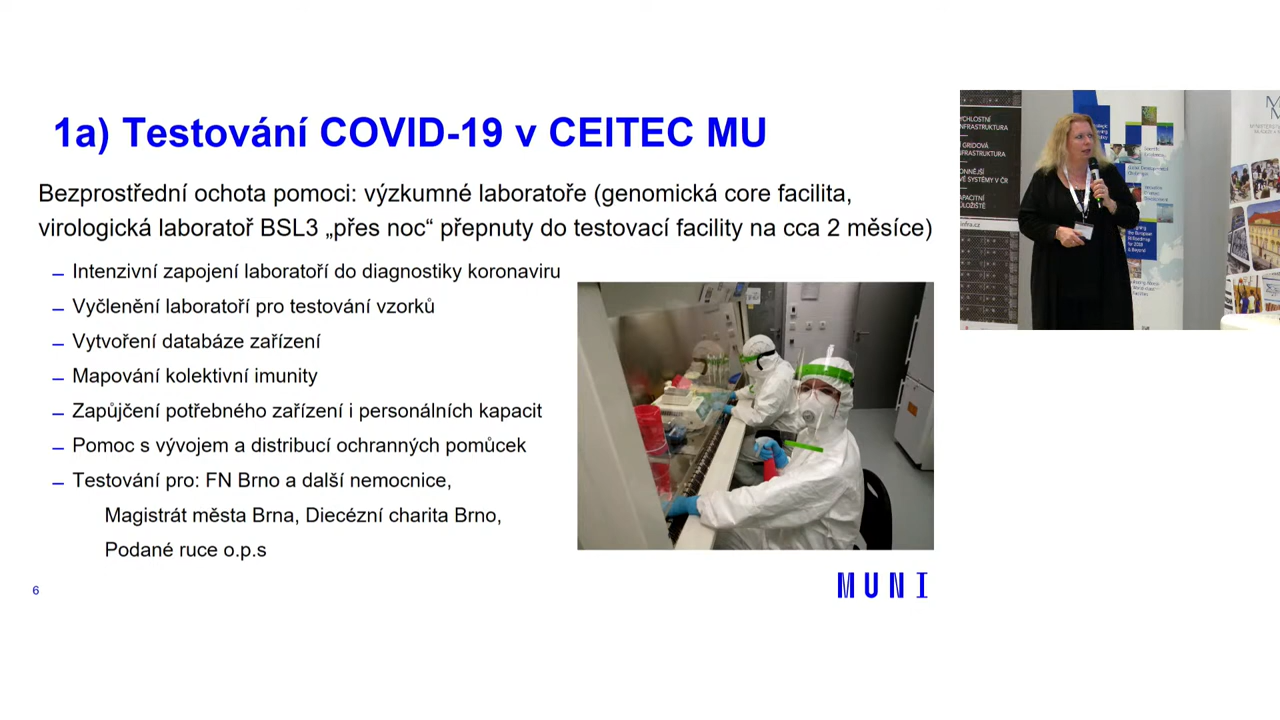 1a) Testování COVID-19 v CEITEC MU
Bezprostřední ochota pomoci: výzkumné laboratoře (genomická core facilita,
virologická laboratoř BSL3 „přes noc“ přepnuty do testovací facility na cca 2 měsíce)
– Intenzivní zapojení laboratoří do diagnostiky koronaviru
– Vyčlenění laboratoří pro testování vzorků
– Vytvoření databáze zařízení
– Mapování kolektivní imunity
– Zapůjčení potřebného zařízení i personálních kapacit
– Pomoc s vývojem a distribucí ochranných pomůcek
– Testování pro: FN Brno a další nemocnice,
Magistrát města Brna, Diecézní charita Brno,
Podané ruce o.p.s
6
MUNI